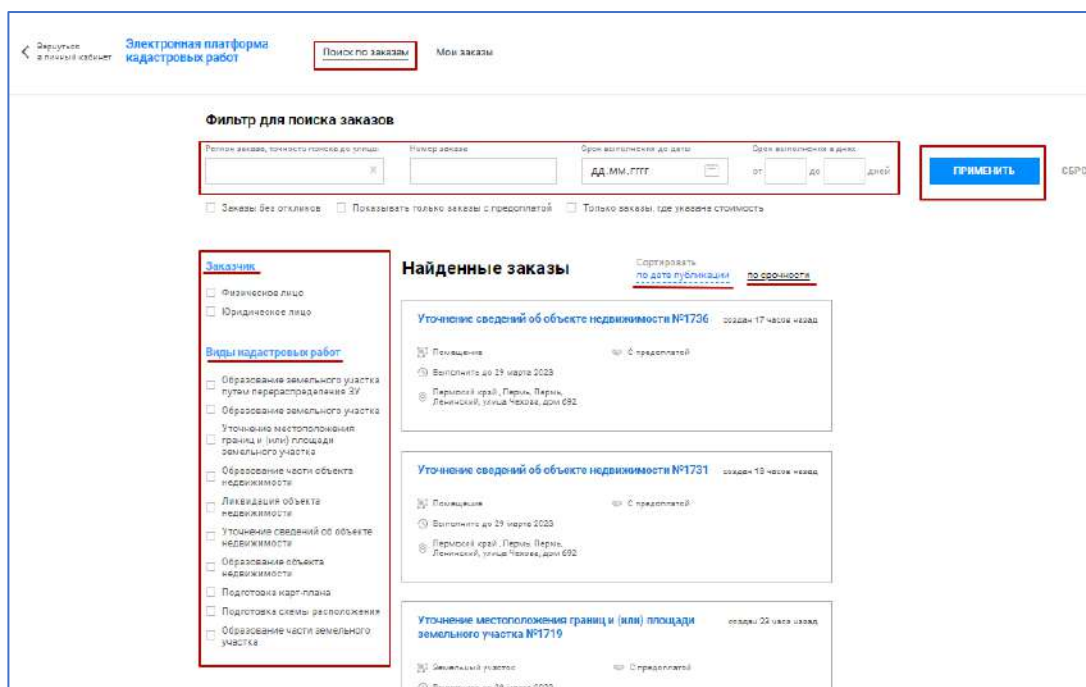 Вернуться
в личный кабинет
Электронная платформа
кадастровых работ
Поиск по заказам
Мои заказы
Фильтр для поиска заказов
Регион заказа, точность поиска до улицы
Номер заказа
Срок выполнения до даты
Срок выполнения в днях
дд.мм.гггг
от
до
дней
ПРИМЕНИТЬ
СБРО
Заказы без откликов
Показывать только заказы с предоплатой
Только заказы, где указана стоимость
Заказчик
Физическое лицо
Юридическое лицо
Виды кадастровых работ
Образование земельного участка
путем перераспределения ЗУ
Образование земельного участка
Уточнение местоположения
границ и (или) площади
земельного участка
Образование части объекта
недвижимости
Ликвидация объекта
недвижимости
Уточнение сведений об объекте
недвижимости
Образование объекта
недвижимости
Подготовка карт-плана
Подготовка схемы расположения
Образование части земельного
участка
Найденные заказы
Сортировать
по дате публикации
по срочности
Уточнение сведений об объекте недвижимости №1736
создан 17 часов назад
Помещение
С предоплатой
Выполнить до 29 марта 2023
Пермский край, Пермь, Пермь,
Ленинский, улица Чехова, дом 692
Уточнение сведений об объекте недвижимости №1731
создан 18 часов назад
Помещение
С предоплатой
Выполнить до 29 марта 2023
Пермский край, Пермь, Пермь,
Ленинский, улица Чехова, дом 692
Уточнение местоположения границ и (или) площади
земельного участка №1719
создан 23 часа назад
Земельный участок
С предоплатой